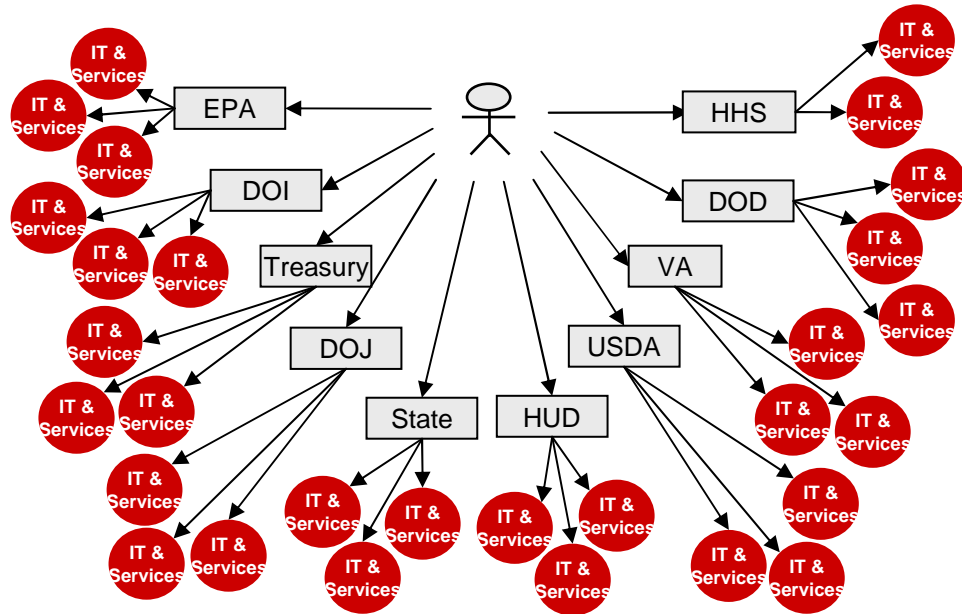 EPA
IT &
Services
IT &
Services
IT &
Services
HHS
IT &
Services
IT &
Services
DOI
IT &
Services
IT &
Services
IT &
Services
DOD
IT &
Services
IT &
Services
IT &
Services
Treasury
IT &
Services
IT &
Services
IT &
Services
VA
IT &
Services
IT &
Services
IT &
Services
DOJ
IT &
Services
IT &
Services
IT &
Services
USDA
IT &
Services
IT &
Services
IT &
Services
State
IT &
Services
IT &
Services
IT &
Services
HUD
IT &
Services
IT &
Services
IT &
Services